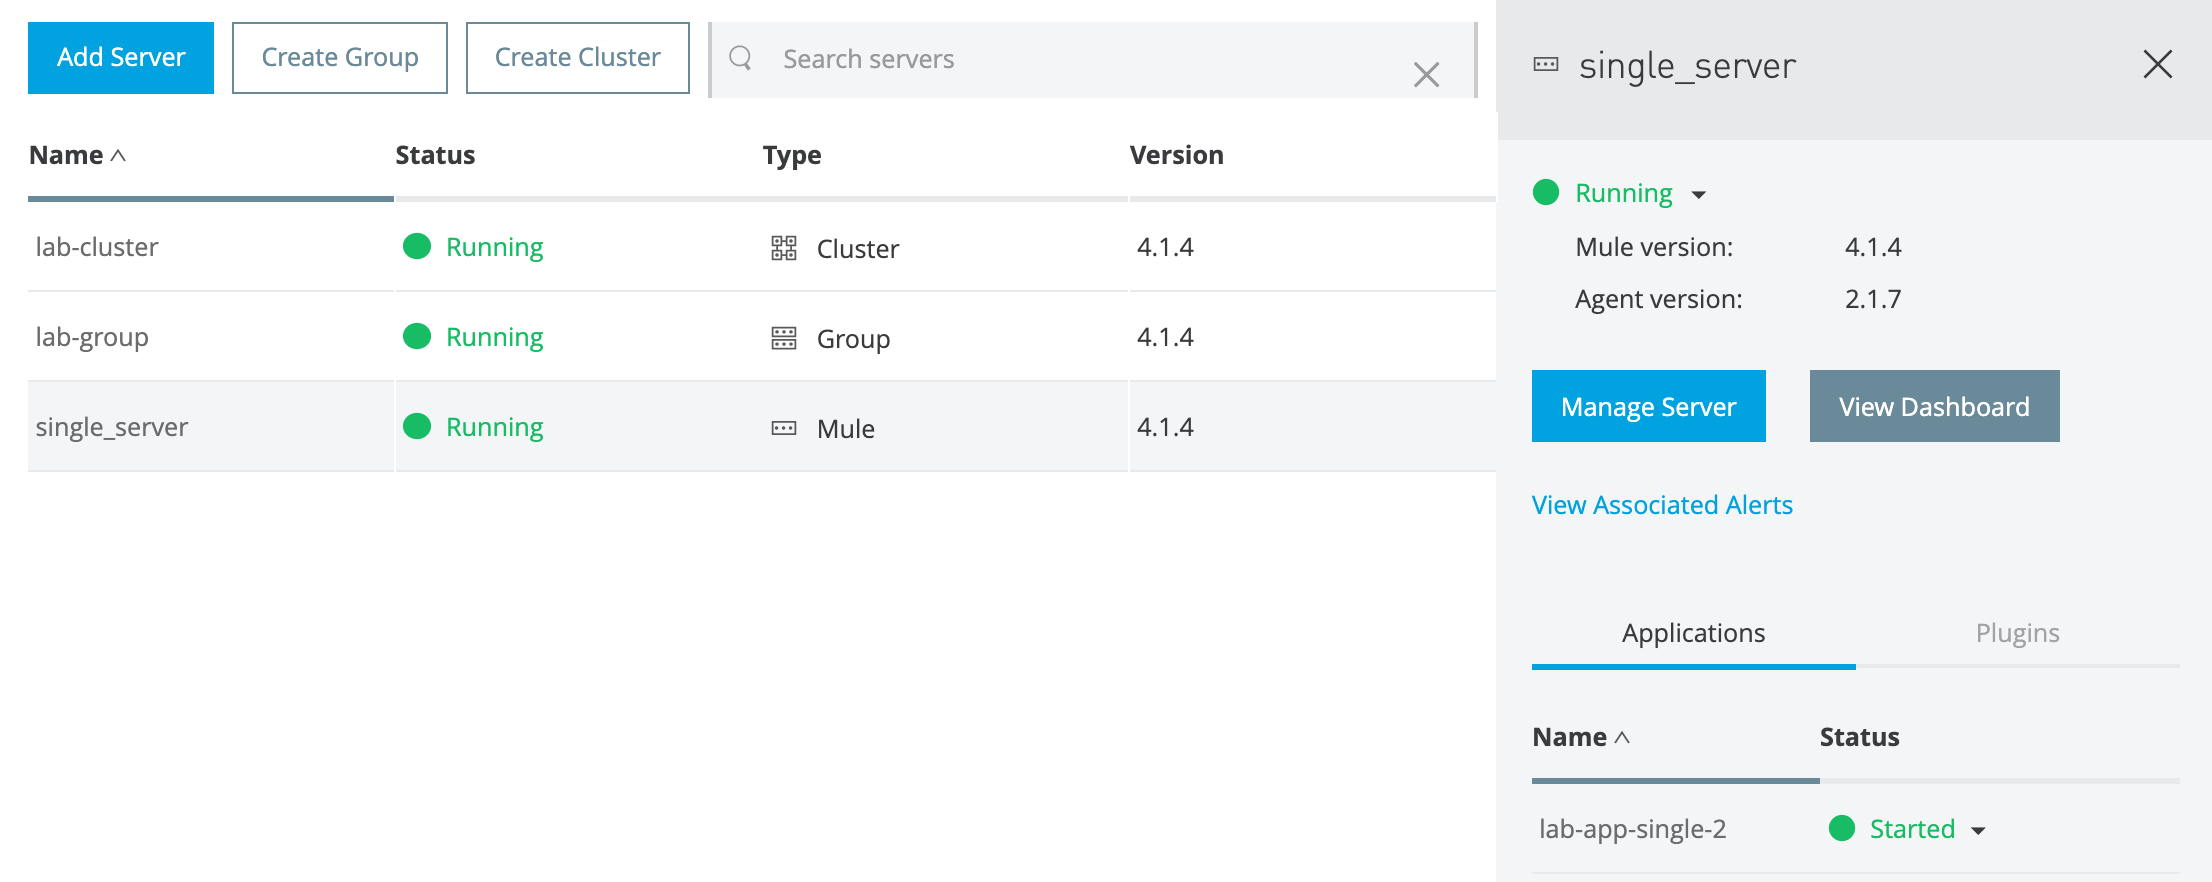 Add Server Create Group Create Cluster Search servers
Name Status Type Version
lab-cluster Running Cluster 4.1.4
lab-group Running Group 4.1.4
single_server Running Mule 4.1.4
single_server
Running
Mule version: 4.1.4
Agent version: 2.1.7
Manage Server View Dashboard
View Associated Alerts
Applications Plugins
Name Status
lab-app-single-2 Started